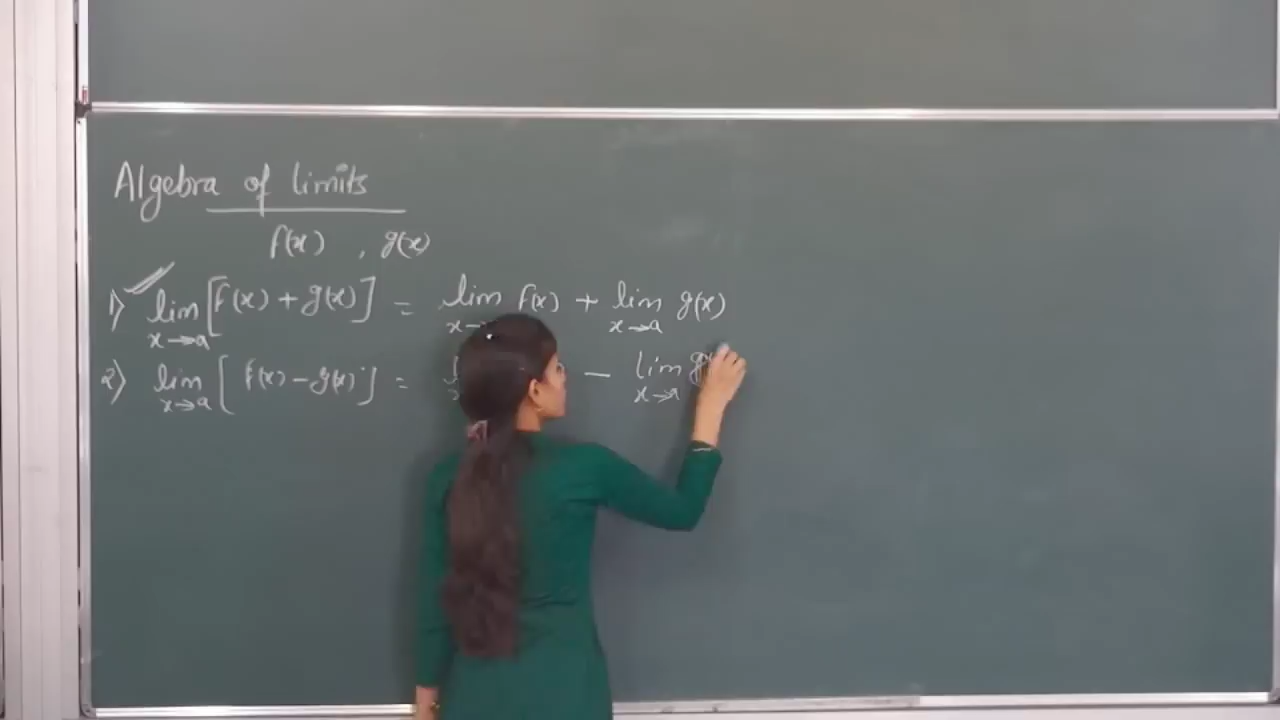 Algebra of limits
f(x) , g(x)
1) lim x→a [f(x) + g(x)] = lim x→ f(x) + lim x→a g(x)
2) lim x→a [f(x) - g(x)] = - lim x→a g(